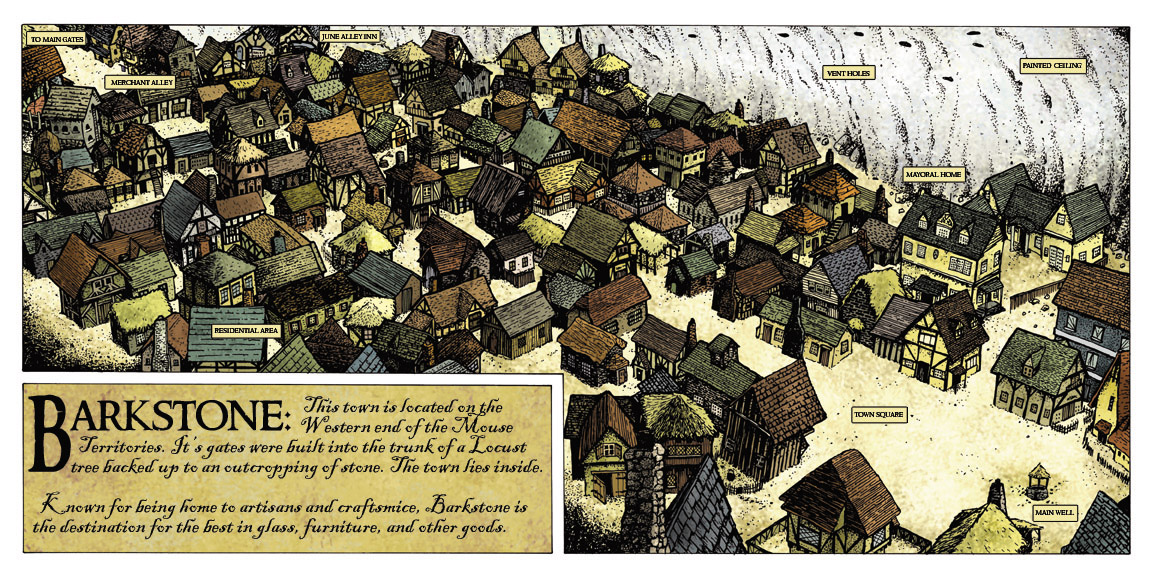 TO MAIN GATES
JUNE ALLEY INN
MERCHANT ALLEY
VENT HOLES
PAINTED CEILING
MAYORAL HOME
RESIDENTIAL AREA
TOWN SQUARE
MAIN WELL
BARKSTONE: This town is located on the
Western end of the Mouse
Territories. It's gates were built into the trunk of a Locust
tree backed up to an outcropping of stone. The town lies inside.
Known for being home to artisans and craftsmice, Barkstone is
the destination for the best in glass, furniture, and other goods.